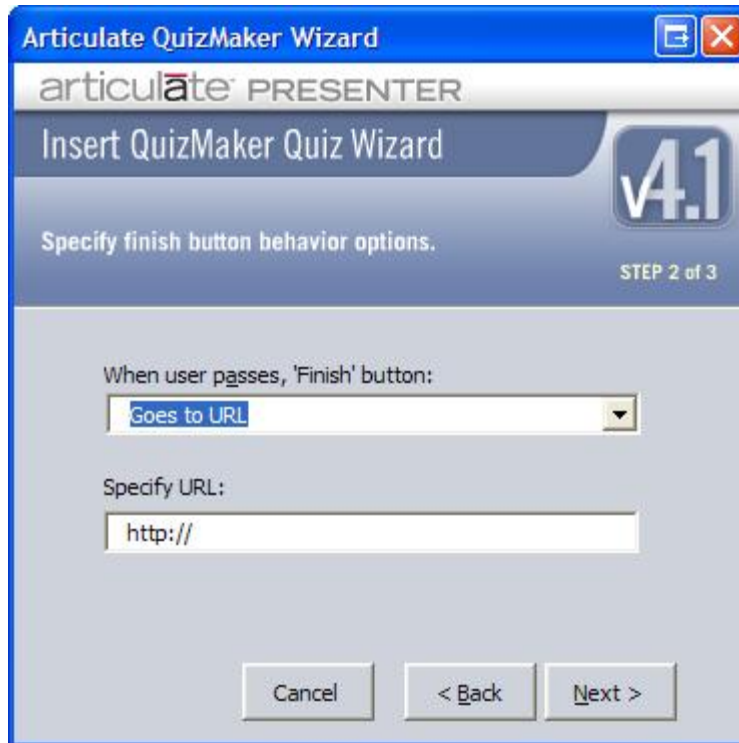 Articulate QuizMaker Wizard
articulāte PRESENTER
Insert QuizMaker Quiz Wizard
v4.1
Specify finish button behavior options.
STEP 2 of 3
When user passes, 'Finish' button:
Goes to URL
Specify URL:
http://
Cancel < Back Next >